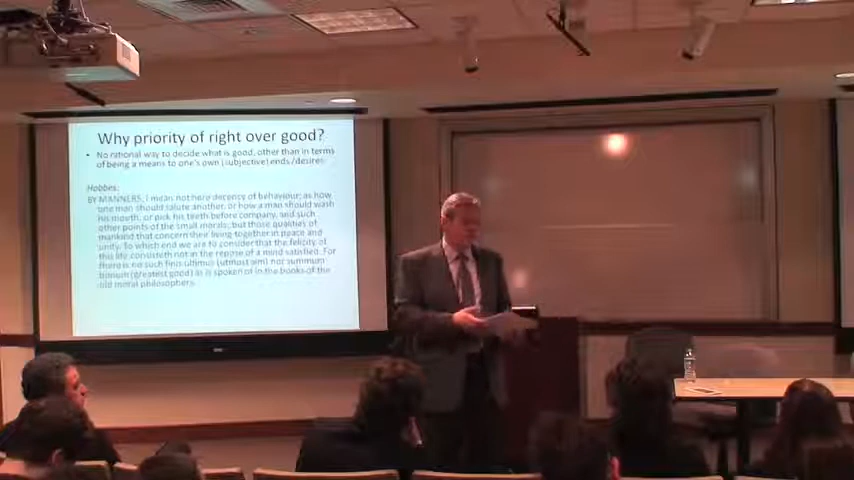 Why priority of right over good?
• No rational way to decide what is good, other than in terms
of being a means to one's own (subjective) ends/desires
Hobbes:
BY MANNERS, I mean not here decency of behaviour; as how
one man should salute another, or how a man should wash
his mouth, or pick his teeth before company, and such
other points of the small morals; but those qualities of
mankind that concern their living together in peace and
unity. To which end we are to consider that the felicity of
this life consisteth not in the repose of a mind satisfied. For
there is no such finis ultimus (utmost aim) nor summum
bonum (greatest good) as is spoken of in the books of the
old moral philosophers.